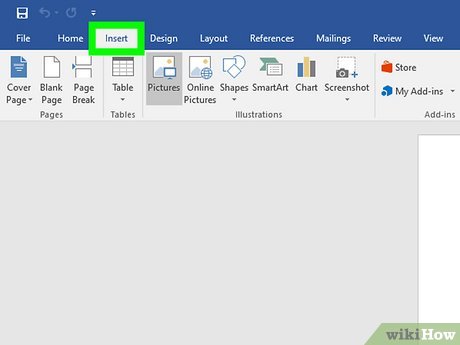 File Home Insert Design Layout References Mailings Review View
Cover Page Blank Page Page Break Table Pictures Online Pictures Shapes SmartArt Chart Screenshot Store
My Add-ins
Pages Tables Illustrations Add-ins
wikiHow